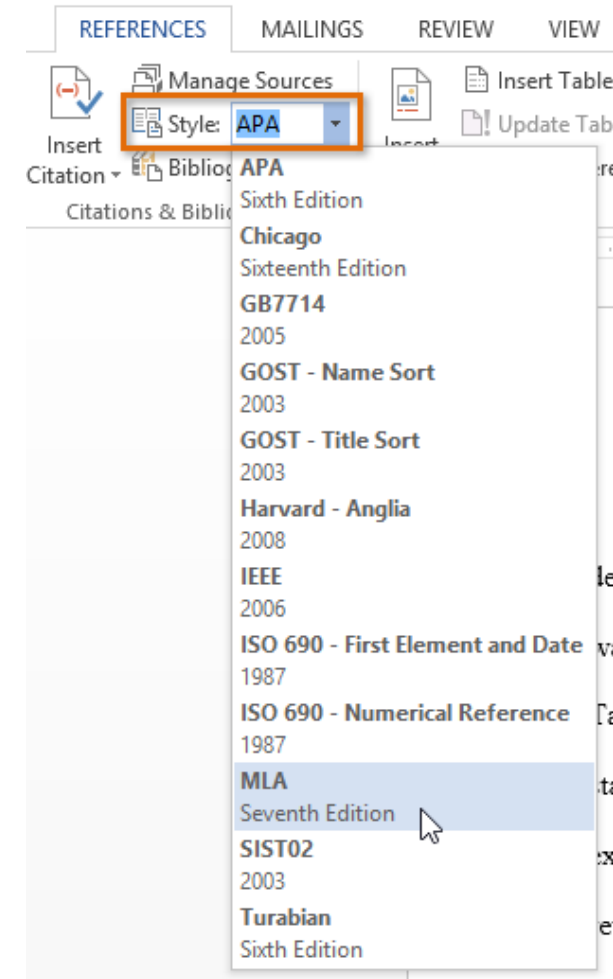 REFERENCES MAILINGS REVIEW VIEW
Manage Sources Insert Table
Style: APA Update Tab
Insert Insert
Citation Bibliog
Citations & Biblio
APA
Sixth Edition
Chicago
Sixteenth Edition
GB7714
2005
GOST - Name Sort
2003
GOST - Title Sort
2003
Harvard - Anglia
2008
IEEE
2006
ISO 690 - First Element and Date
1987
ISO 690 - Numerical Reference
1987
MLA
Seventh Edition
SIST02
2003
Turabian
Sixth Edition